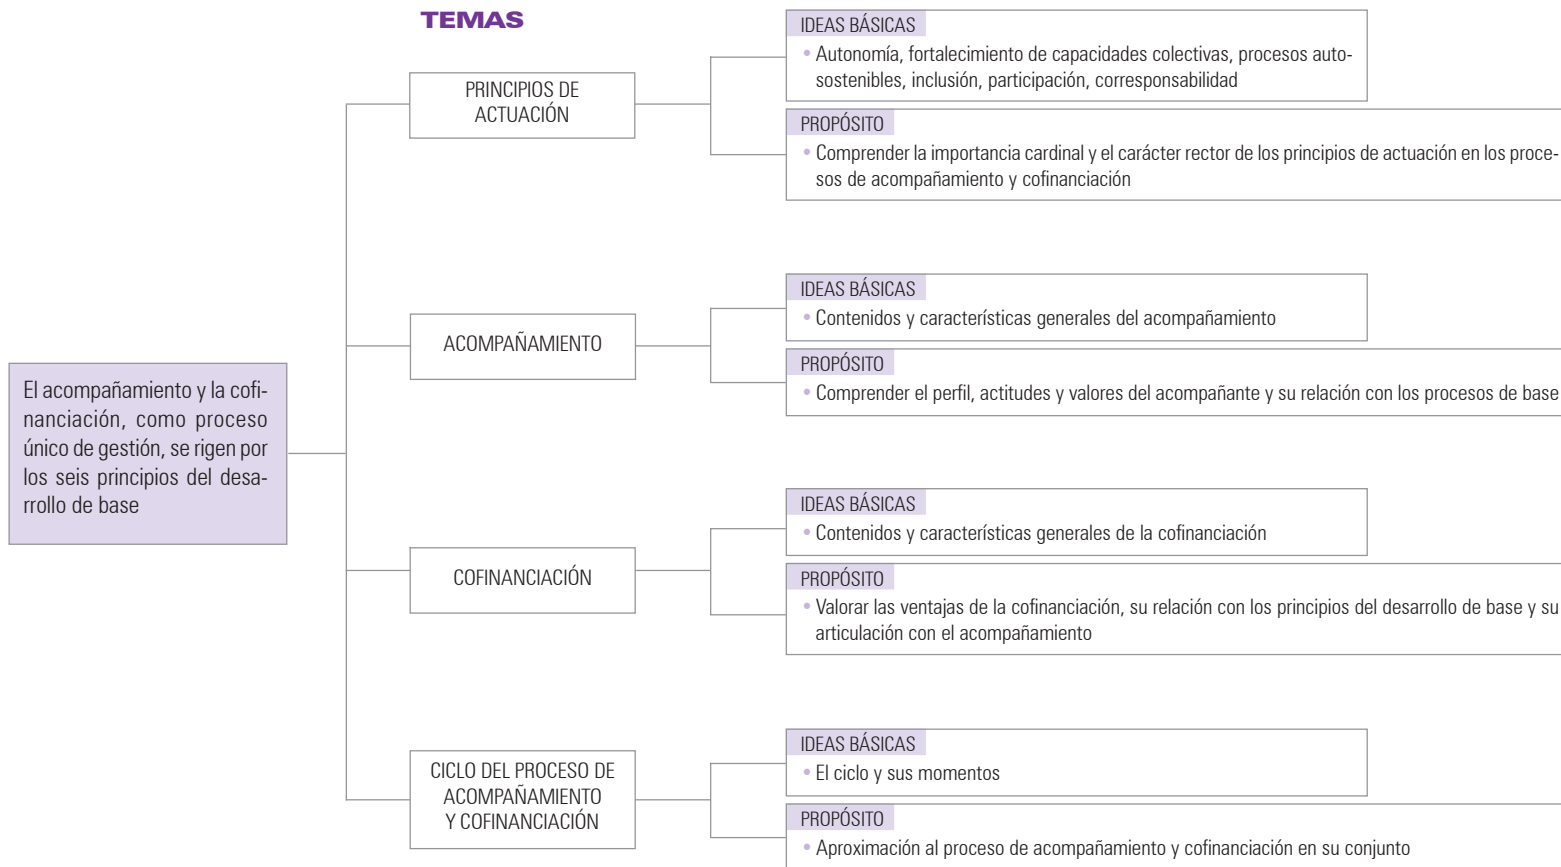 TEMAS
El acompañamiento y la cofi-
nanciación, como proceso
único de gestión, se rigen por
los seis principios del desa-
rrollo de base
PRINCIPIOS DE
ACTUACIÓN
IDEAS BÁSICAS
• Autonomía, fortalecimiento de capacidades colectivas, procesos auto-
sostenibles, inclusión, participación, corresponsabilidad
PROPÓSITO
• Comprender la importancia cardinal y el carácter rector de los principios de actuación en los proce-
sos de acompañamiento y cofinanciación
ACOMPAÑAMIENTO
IDEAS BÁSICAS
• Contenidos y características generales del acompañamiento
PROPÓSITO
• Comprender el perfil, actitudes y valores del acompañante y su relación con los procesos de base
COFINANCIACIÓN
IDEAS BÁSICAS
• Contenidos y características generales de la cofinanciación
PROPÓSITO
• Valorar las ventajas de la cofinanciación, su relación con los principios del desarrollo de base y su
articulación con el acompañamiento
CICLO DEL PROCESO DE
ACOMPAÑAMIENTO
Y COFINANCIACIÓN
IDEAS BÁSICAS
• El ciclo y sus momentos
PROPÓSITO
• Aproximación al proceso de acompañamiento y cofinanciación en su conjunto